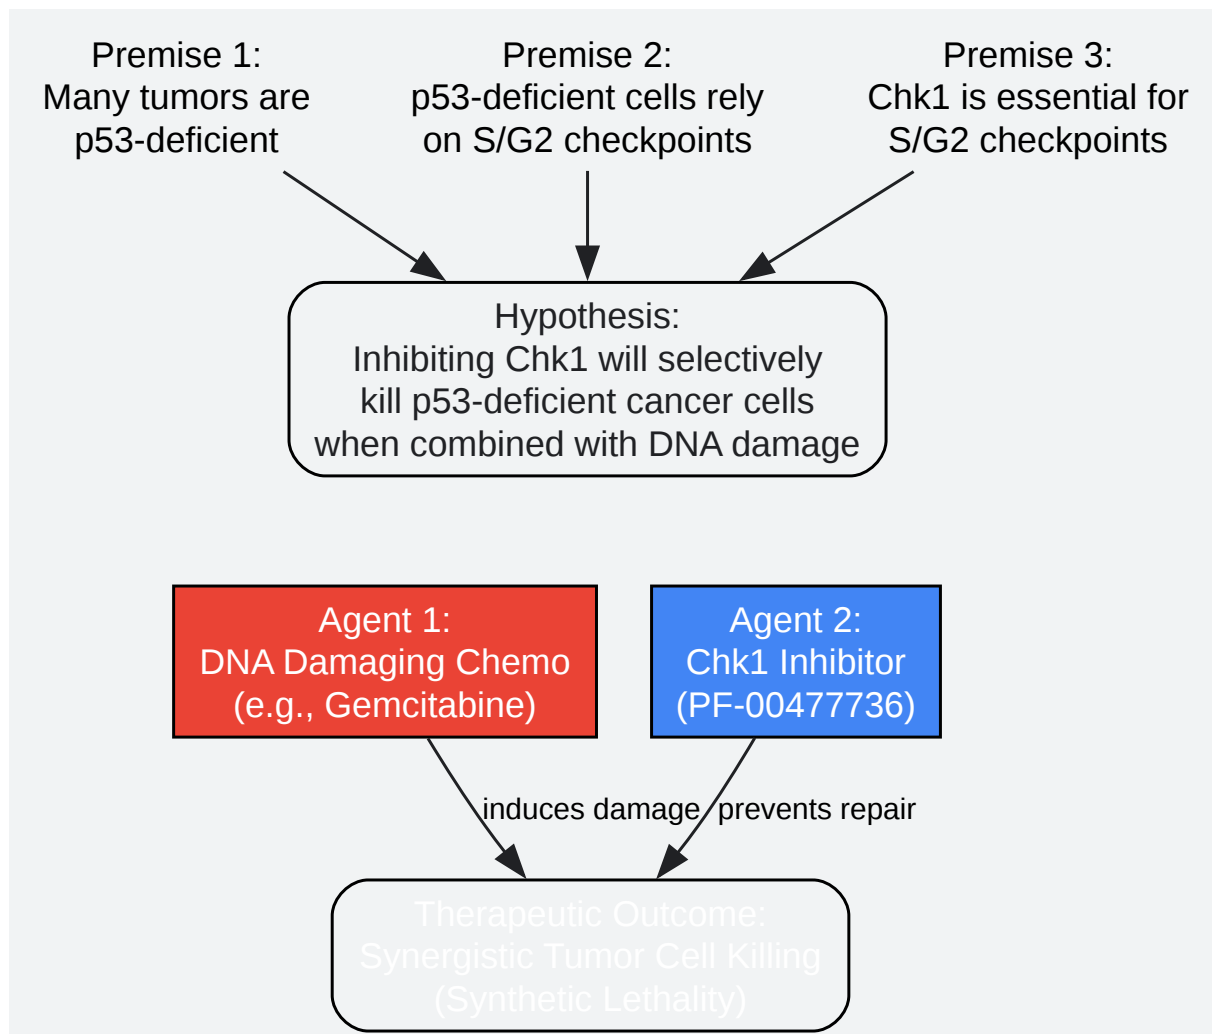 Premise 1:
Many tumors are
p53-deficient
Premise 2:
p53-deficient cells rely
on S/G2 checkpoints
Premise 3:
Chk1 is essential for
S/G2 checkpoints
Hypothesis:
Inhibiting Chk1 will selectively
kill p53-deficient cancer cells
when combined with DNA damage
Agent 1:
DNA Damaging Chemo
(e.g., Gemcitabine)
Agent 2:
Chk1 Inhibitor
(PF-00477736)
induces damage
prevents repair
Therapeutic Outcome:
Synergistic Tumor Cell Killing
(Synthetic Lethality)